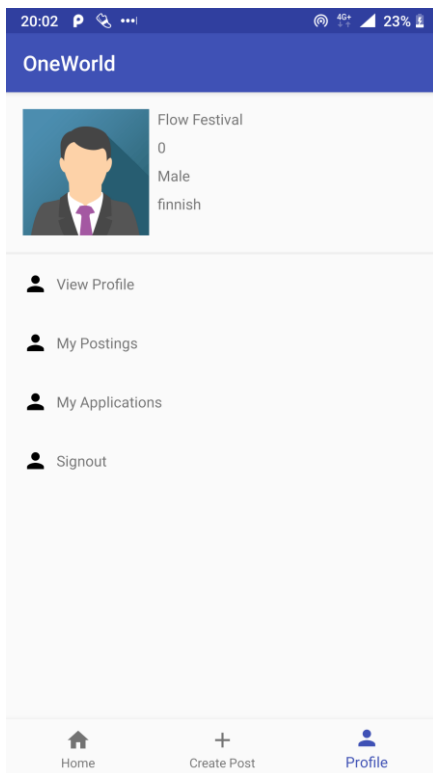 20:02 4G+ 23%
OneWorld
Flow Festival
0
Male
finnish
View Profile
My Postings
My Applications
Signout
Home Create Post Profile